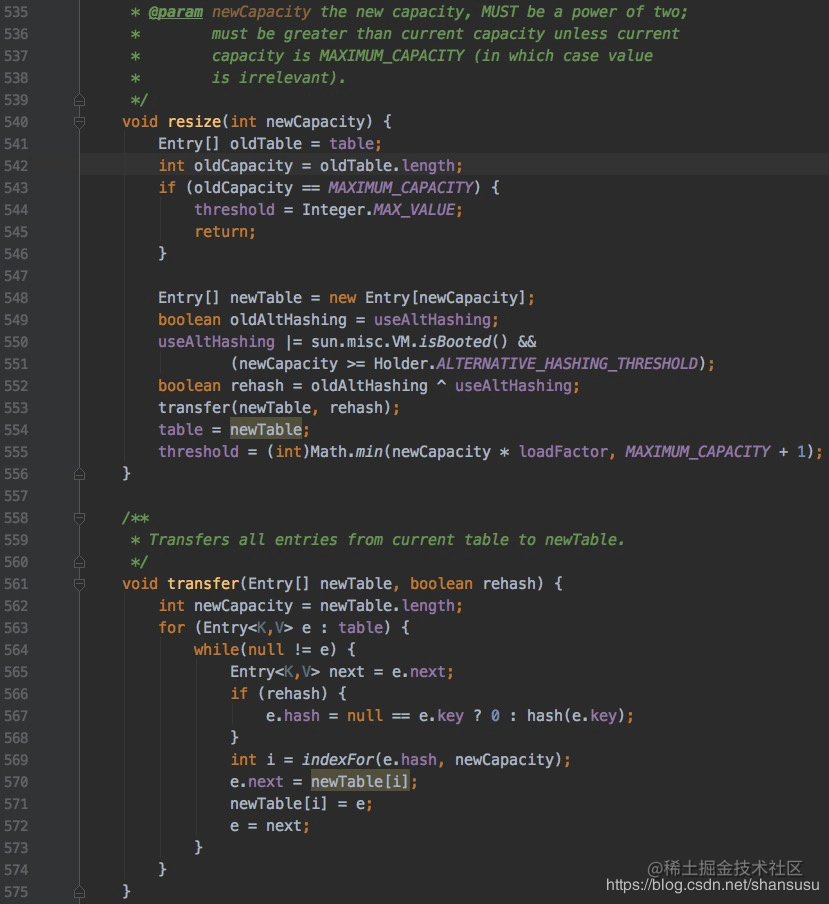 535 * @param newCapacity the new capacity, MUST be a power of two;
536 *        must be greater than current capacity unless current
537 *        capacity is MAXIMUM_CAPACITY (in which case value
538 *        is irrelevant).
539 */
540 void resize(int newCapacity) {
541     Entry[] oldTable = table;
542     int oldCapacity = oldTable.length;
543     if (oldCapacity == MAXIMUM_CAPACITY) {
544         threshold = Integer.MAX_VALUE;
545         return;
546     }
547
548     Entry[] newTable = new Entry[newCapacity];
549     boolean oldAltHashing = useAltHashing;
550     useAltHashing |= sun.misc.VM.isBooted() &&
551             (newCapacity >= Holder.ALTERNATIVE_HASHING_THRESHOLD);
552     boolean rehash = oldAltHashing ^ useAltHashing;
553     transfer(newTable, rehash);
554     table = newTable;
555     threshold = (int)Math.min(newCapacity * loadFactor, MAXIMUM_CAPACITY + 1);
556 }
557
558 /**
559  * Transfers all entries from current table to newTable.
560  */
561 void transfer(Entry[] newTable, boolean rehash) {
562     int newCapacity = newTable.length;
563     for (Entry<K,V> e : table) {
564         while(null != e) {
565             Entry<K,V> next = e.next;
566             if (rehash) {
567                 e.hash = null == e.key ? 0 : hash(e.key);
568             }
569             int i = indexFor(e.hash, newCapacity);
570             e.next = newTable[i];
571             newTable[i] = e;
572             e = next;
573         }
574     }
575 }
@稀土掘金技术社区
https://blog.csdn.net/shansusu